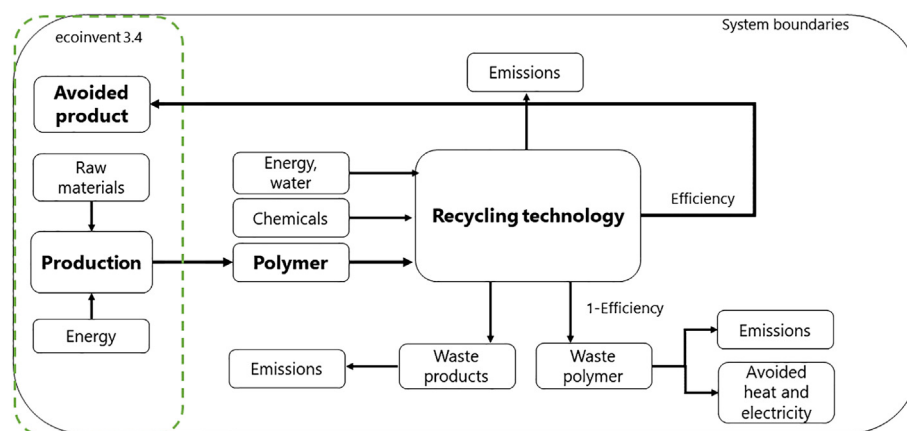 System boundaries
ecoinvent 3.4
Emissions
Avoided
product
Raw
materials
Energy,
water
Chemicals
Recycling technology
Efficiency
Production
Polymer
1-Efficiency
Energy
Emissions
Waste
products
Waste
polymer
Emissions
Avoided
heat and
electricity